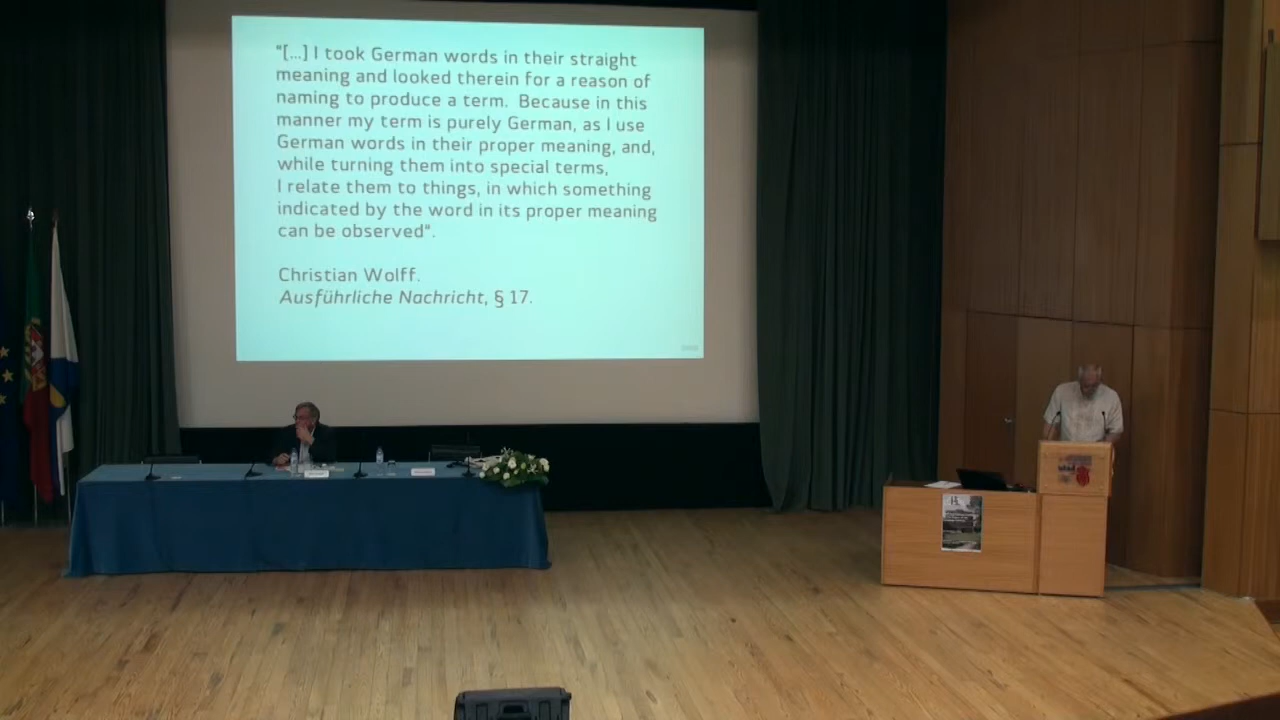 "[...] I took German words in their straight
meaning and looked therein for a reason of
naming to produce a term. Because in this
manner my term is purely German, as I use
German words in their proper meaning, and,
while turning them into special terms,
I relate them to things, in which something
indicated by the word in its proper meaning
can be observed".
Christian Wolff.
Ausführliche Nachricht, § 17.